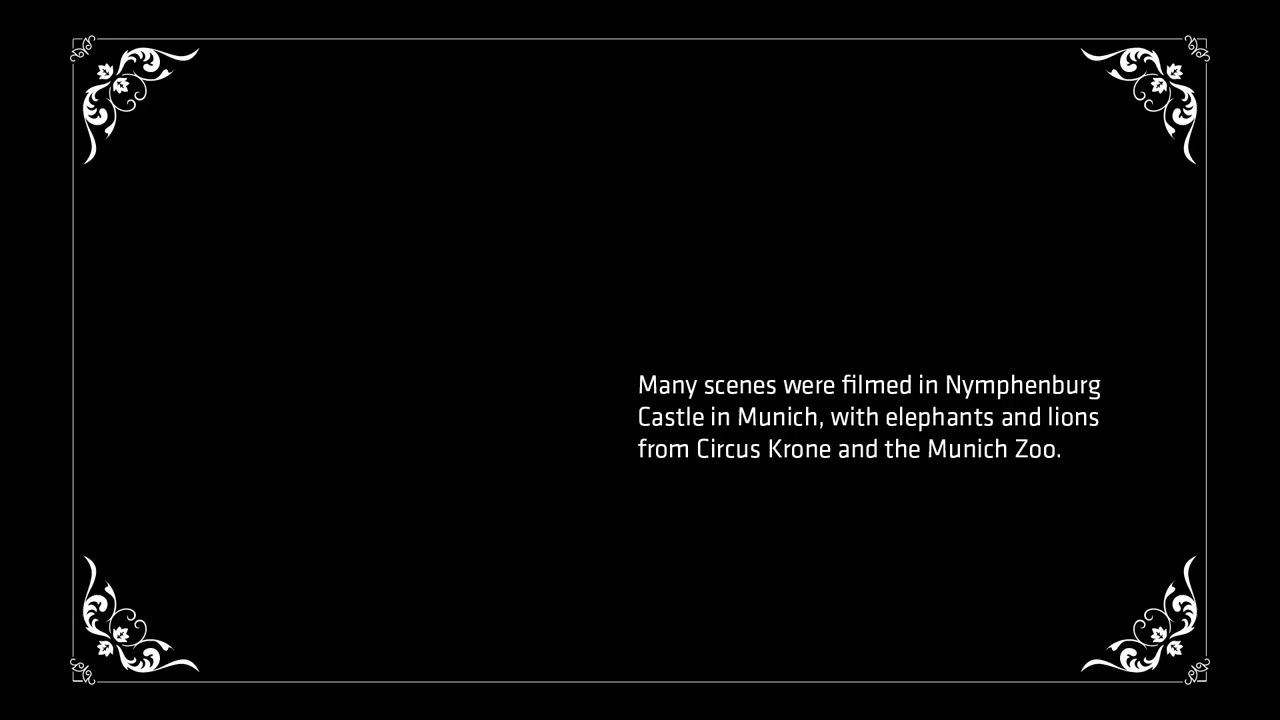 Many scenes were filmed in Nymphenburg
Castle in Munich, with elephants and lions
from Circus Krone and the Munich Zoo.